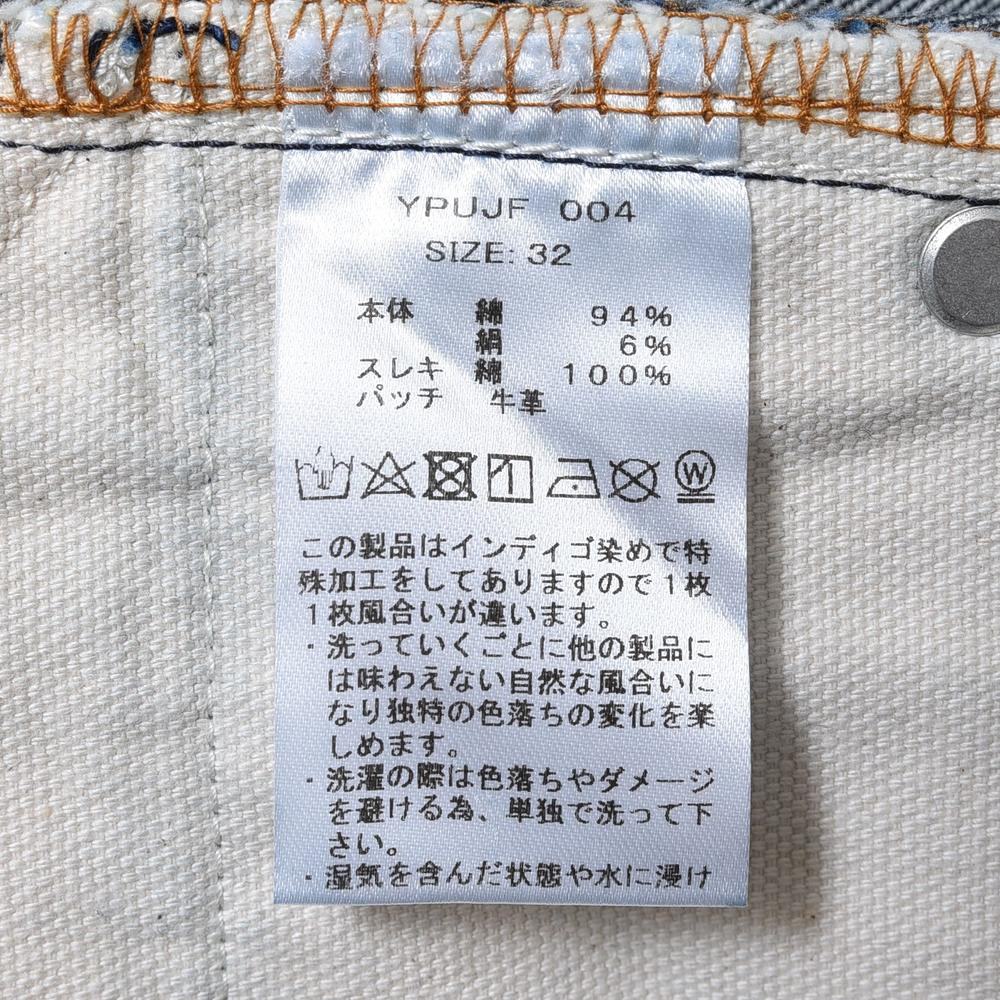 YPUJF 004
SIZE: 32
本体 綿 94%
絹 6%
スレキ 綿 100%
パッチ 牛革
W
この製品はインディゴ染めで特
殊加工をしてありますので1枚
1枚風合いが違います。
・洗っていくごとに他の製品に
は味わえない自然な風合いに
なり独特の色落ちの変化を楽
しめます。
・洗濯の際は色落ちやダメージ
を避ける為、単独で洗って下
さい。
・湿気を含んだ状態や水に浸け